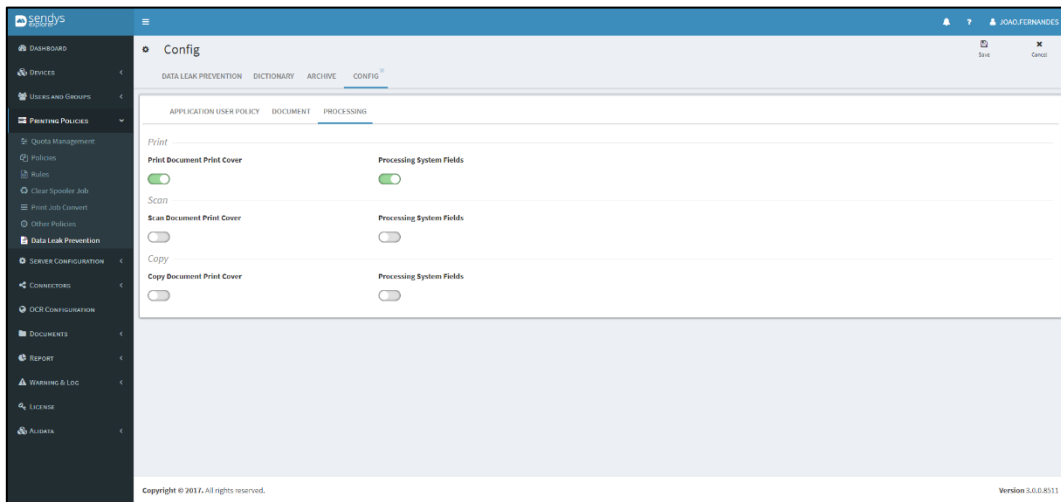 sendys
explorer
? JOAO.FERNANDES
DASHBOARD
DEVICES
USERS AND GROUPS
PRINTING POLICIES
Quota Management
Policies
Rules
Clear Spooler Job
Print Job Convert
Other Policies
Data Leak Prevention
SERVER CONFIGURATION
CONNECTORS
OCR CONFIGURATION
DOCUMENTS
REPORT
WARNING & LOG
LICENSE
ALIDATA
Config
Save Cancel
DATA LEAK PREVENTION DICTIONARY ARCHIVE CONFIG
APPLICATION USER POLICY DOCUMENT PROCESSING
Print
Print Document Print Cover Processing System Fields
Scan
Scan Document Print Cover Processing System Fields
Copy
Copy Document Print Cover Processing System Fields
Copyright © 2017. All rights reserved. Version 3.0.0.8511